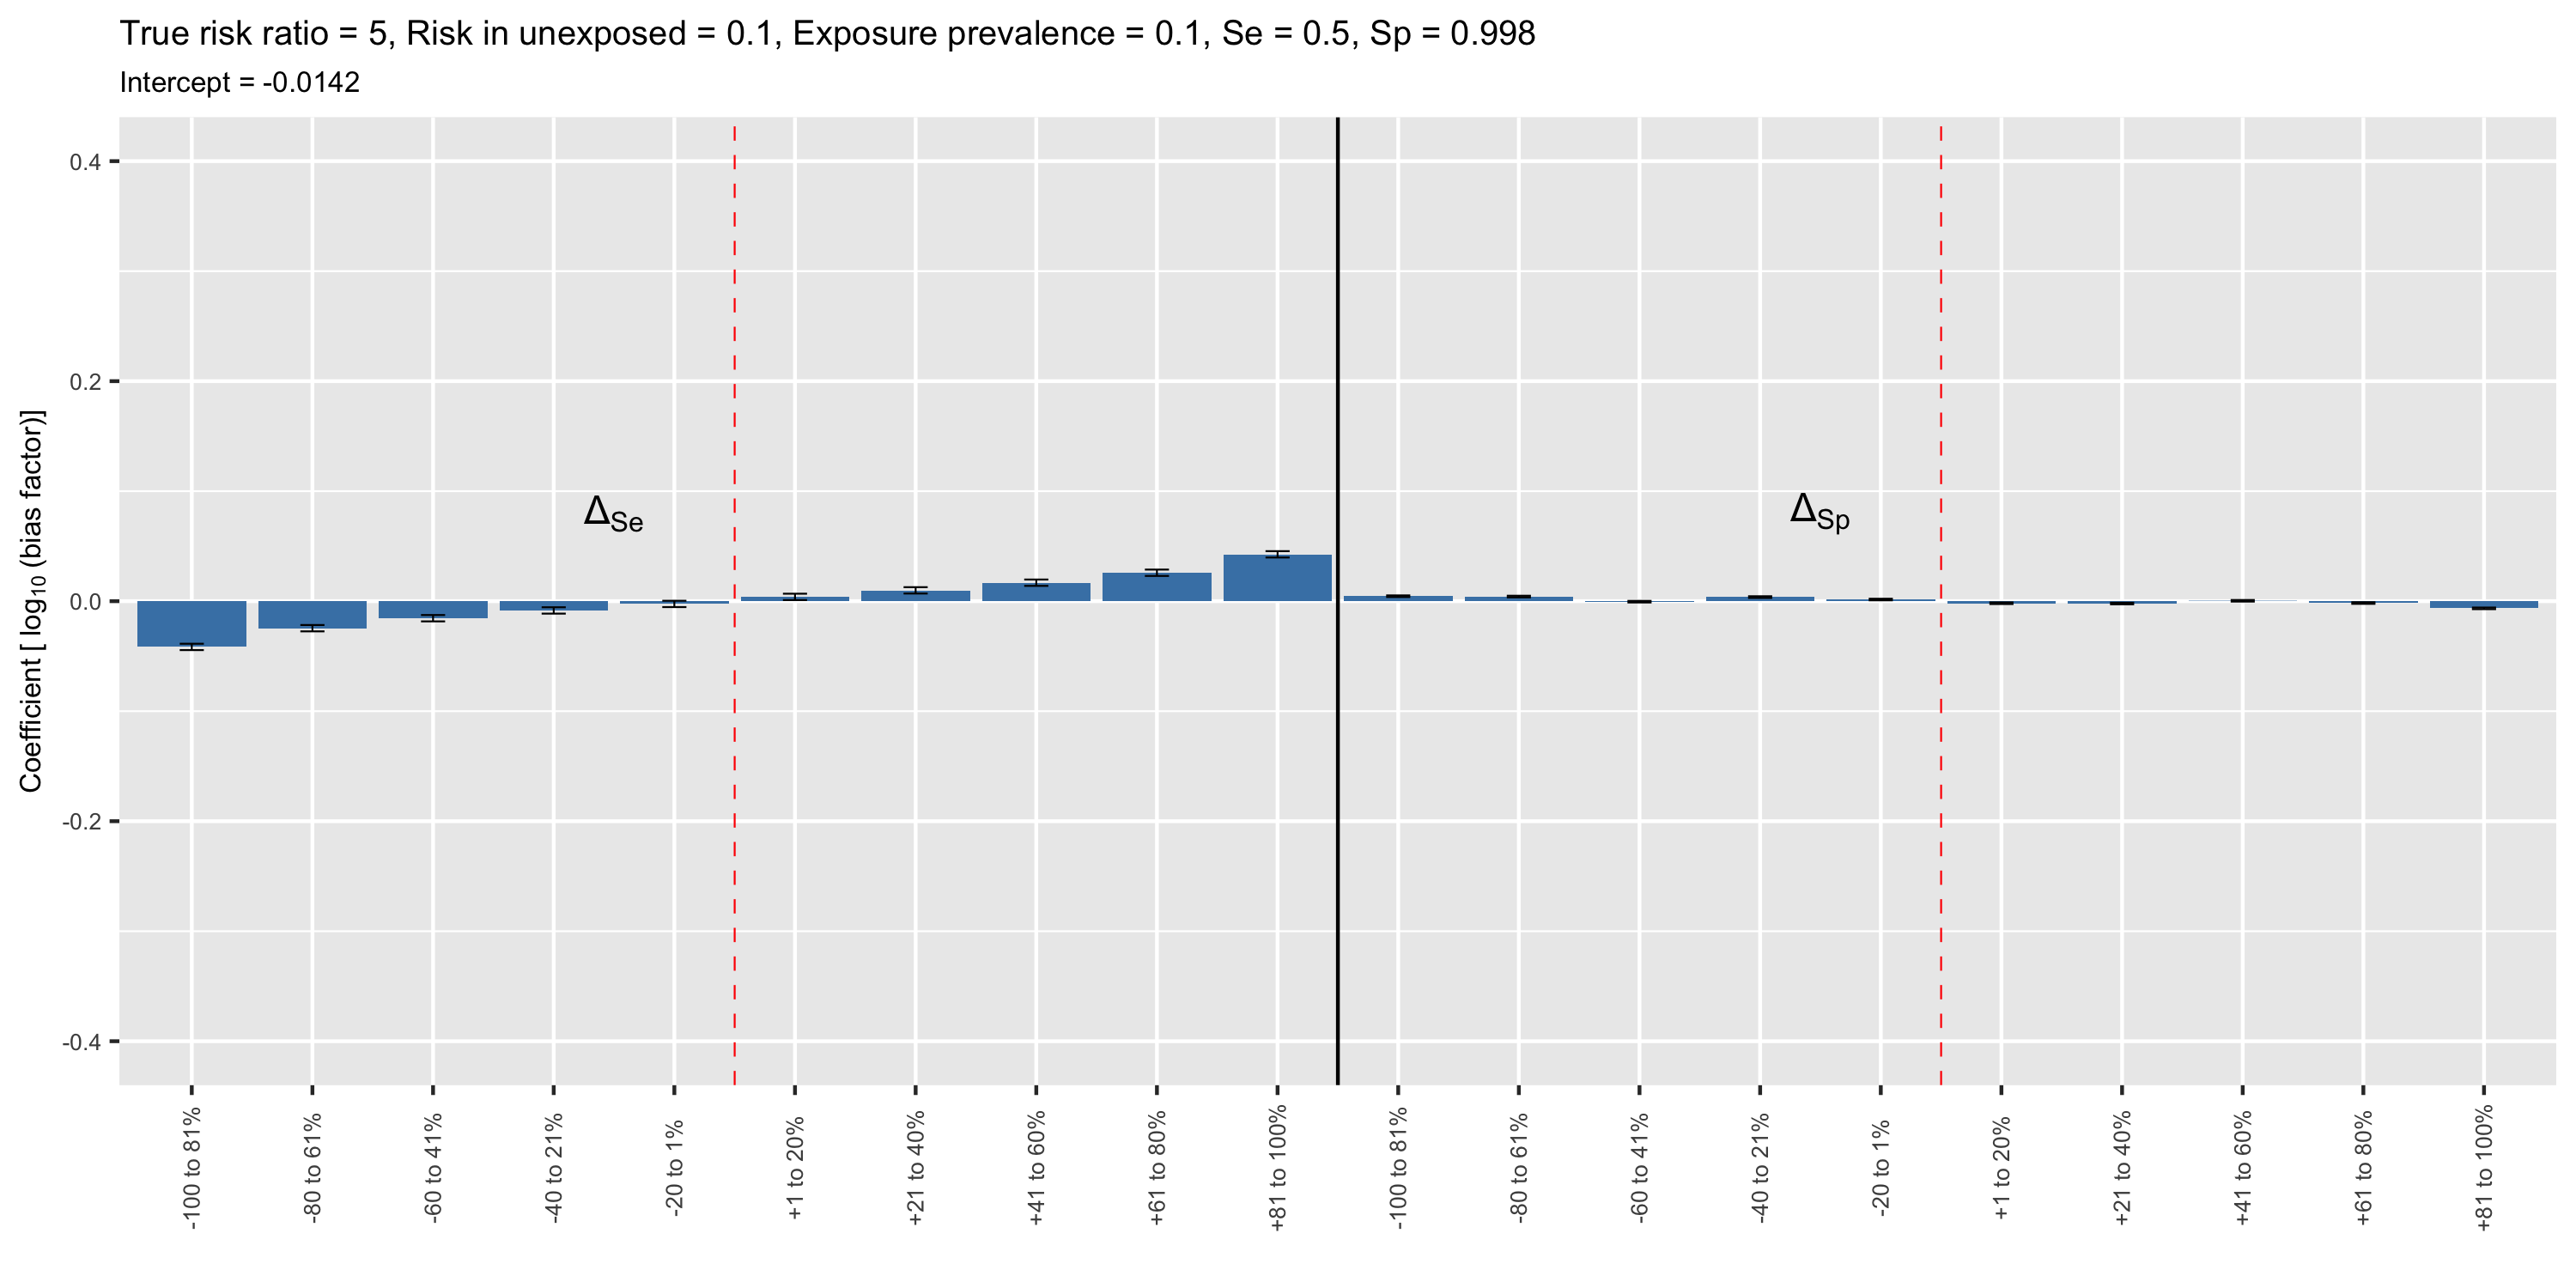 True risk ratio = 5, Risk in unexposed = 0.1, Exposure prevalence = 0.1, Se = 0.5, Sp = 0.998
Intercept = -0.0142
Coefficient [ log10 (bias factor)]
0.4
0.2
0.0
-0.2
-0.4
ΔSe
ΔSp
-100 to 81%
-80 to 61%
-60 to 41%
-40 to 21%
-20 to 1%
+1 to 20%
+21 to 40%
+41 to 60%
+61 to 80%
+81 to 100%
-100 to 81%
-80 to 61%
-60 to 41%
-40 to 21%
-20 to 1%
+1 to 20%
+21 to 40%
+41 to 60%
+61 to 80%
+81 to 100%